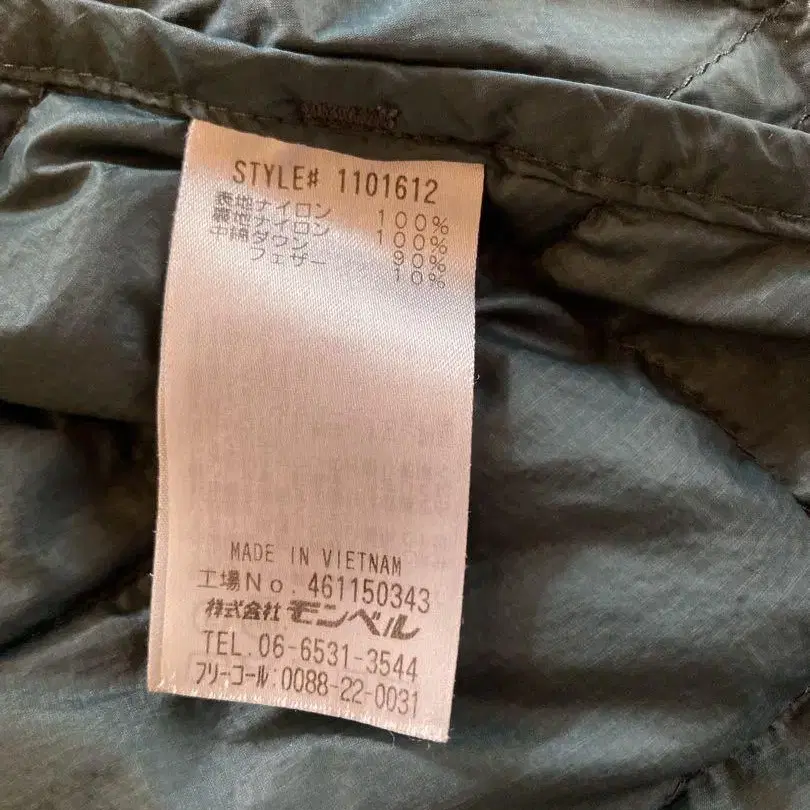 STYLE# 1101612
表地ナイロン 100%
裏地ナイロン 100%
中綿ダウン 90%
フェザー 10%
MADE IN VIETNAM
工場No. 461150343
株式会社 モンベル
TEL.06-6531-3544
フリーコール:0088-22-0031